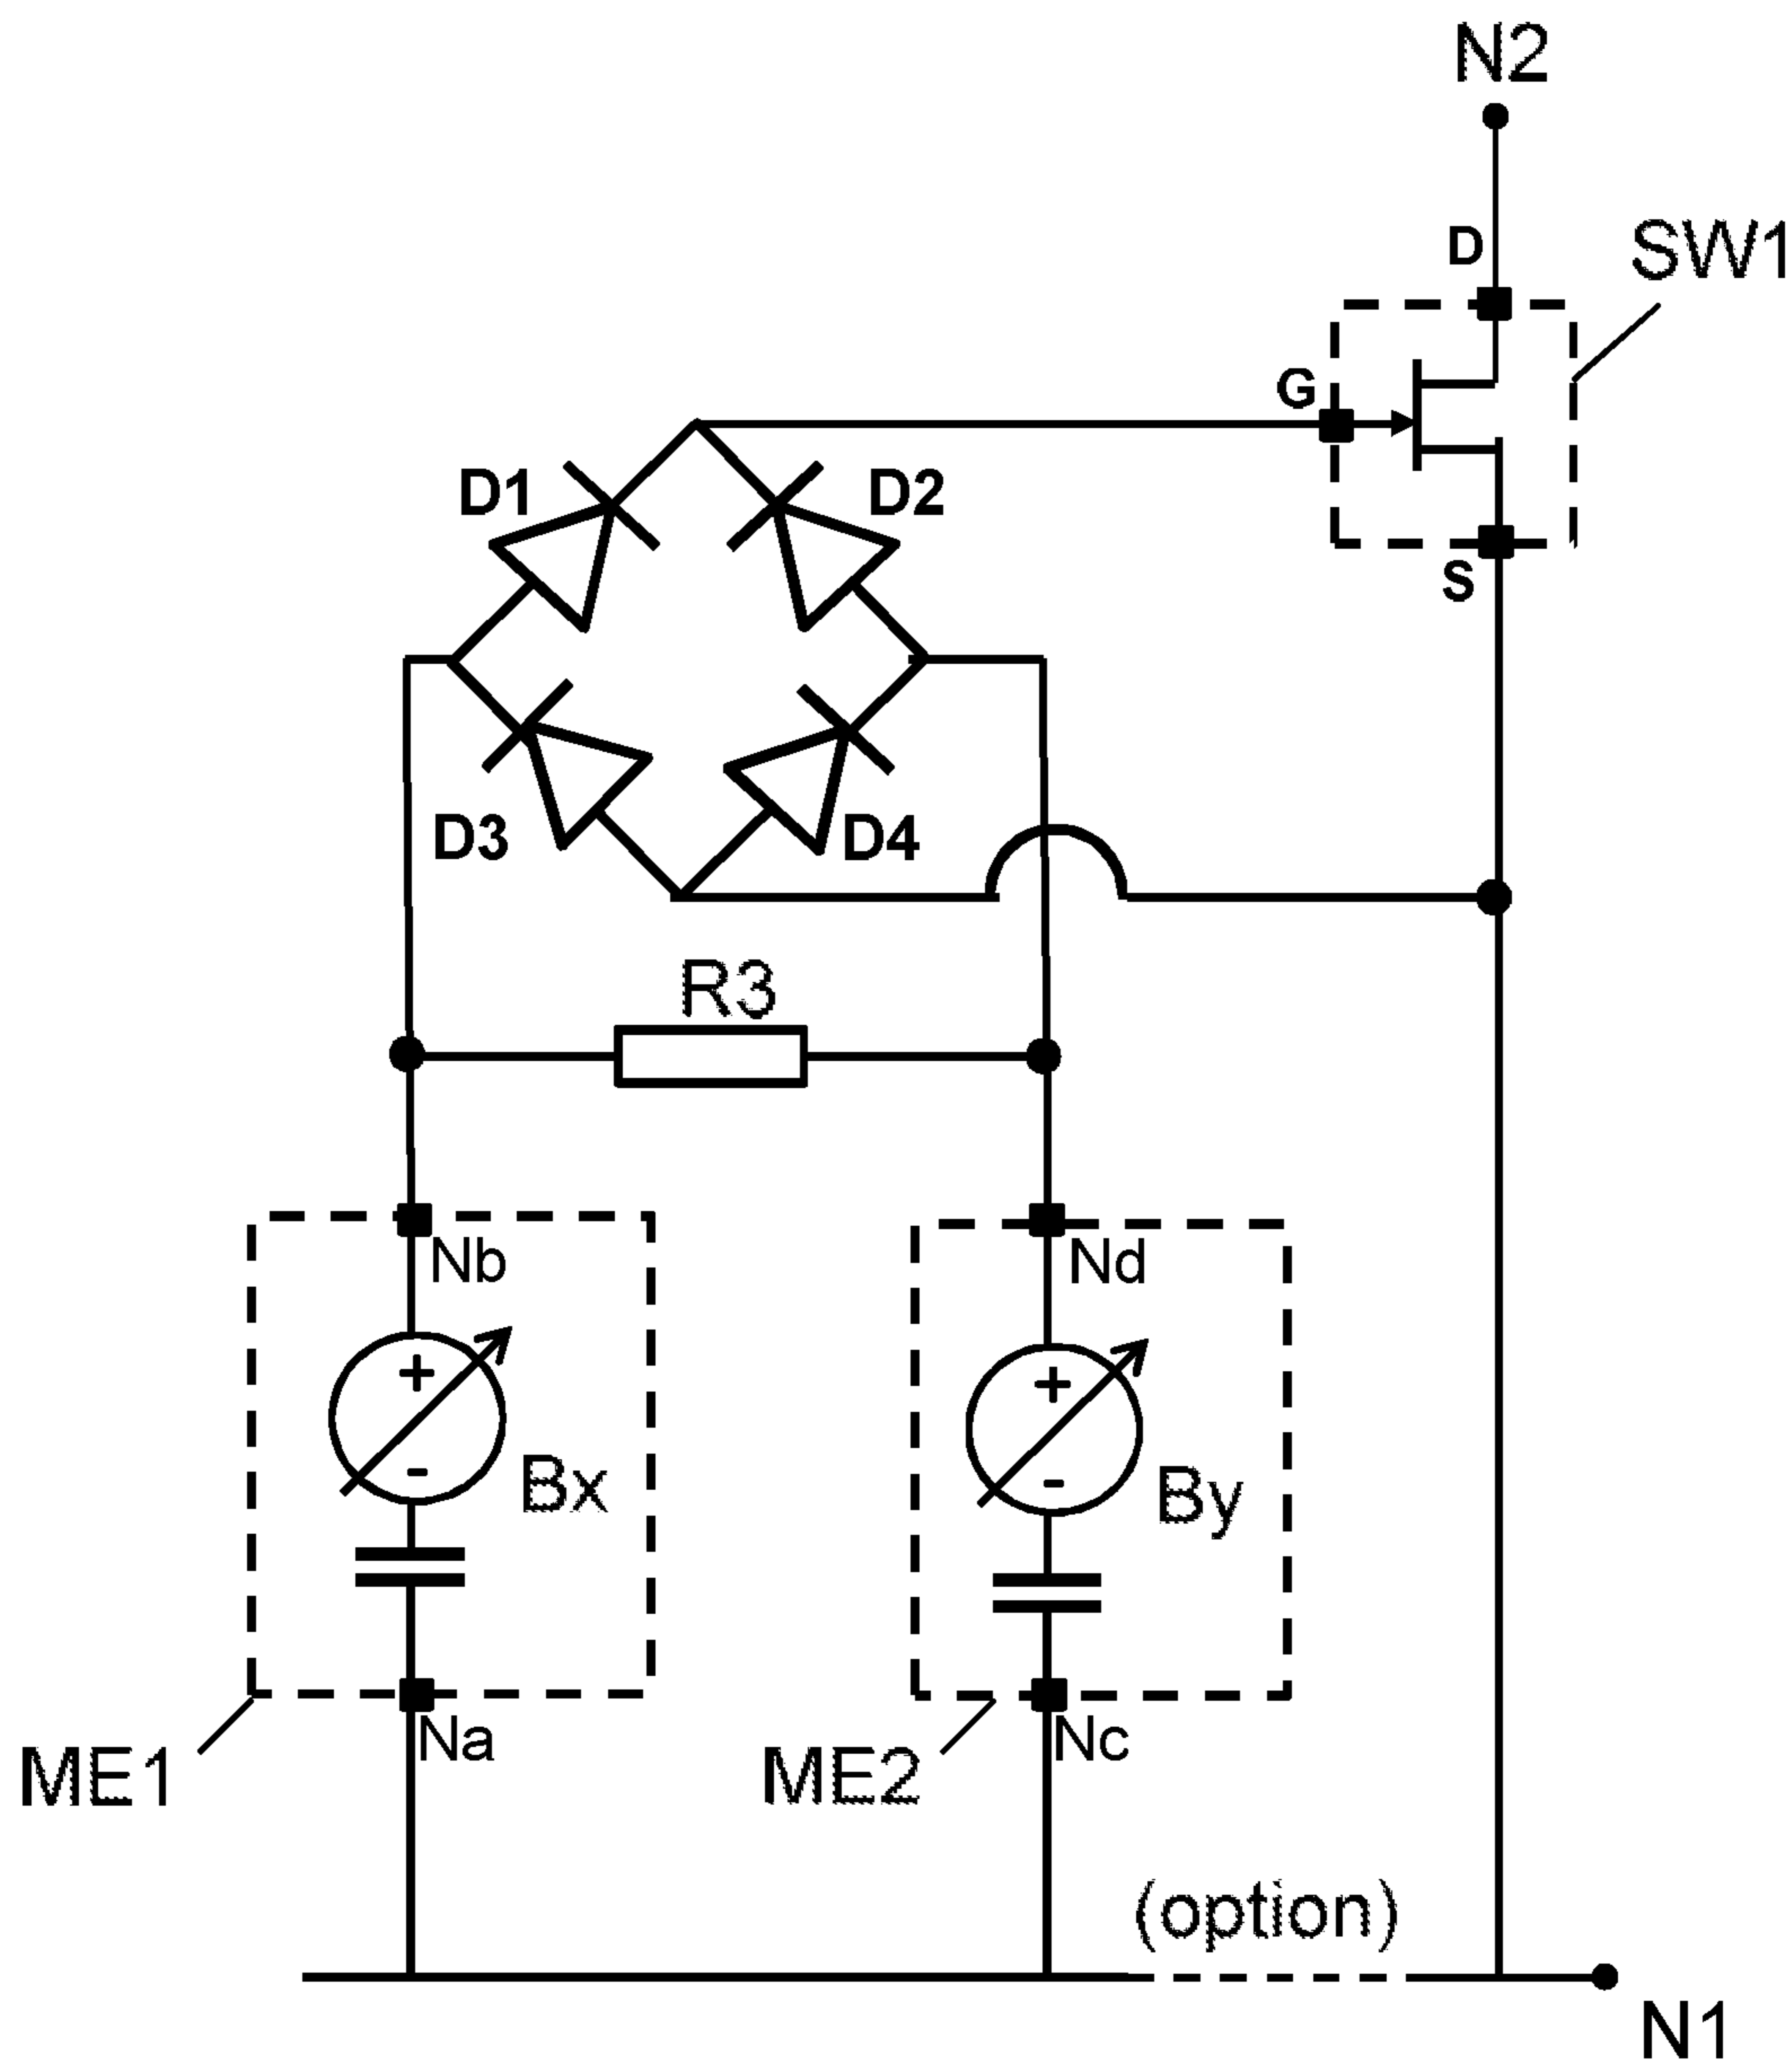 N2
D
SW1
G
D1
D2
S
D3
D4
R3
Nb
Nd
+
+
-
-
Bx
By
Na
Nc
ME1
ME2
(option)
N1